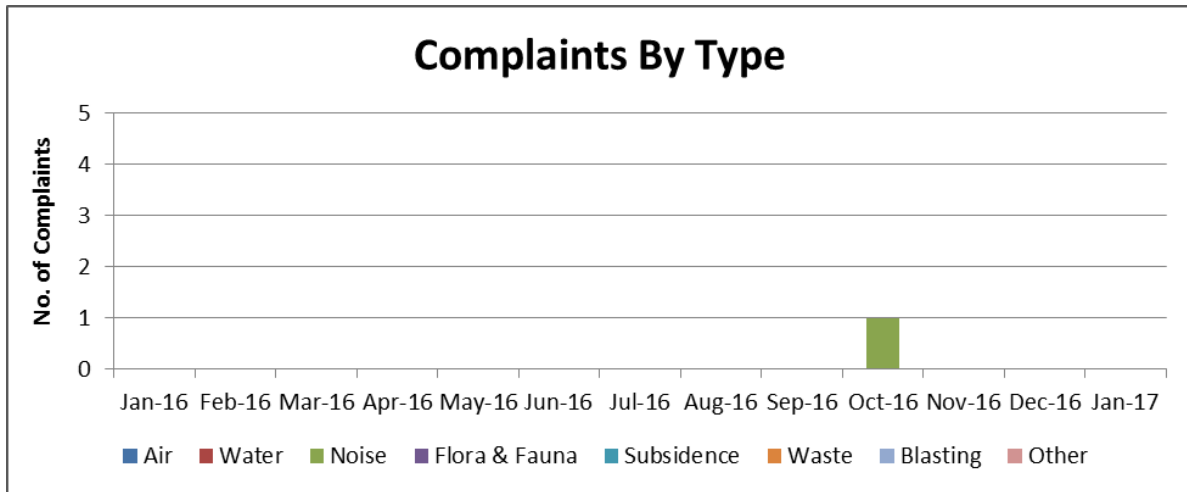 Complaints By Type
No. of Complaints
5
4
3
2
1
0
Jan-16 Feb-16 Mar-16 Apr-16 May-16 Jun-16 Jul-16 Aug-16 Sep-16 Oct-16 Nov-16 Dec-16 Jan-17
Air Water Noise Flora & Fauna Subsidence Waste Blasting Other